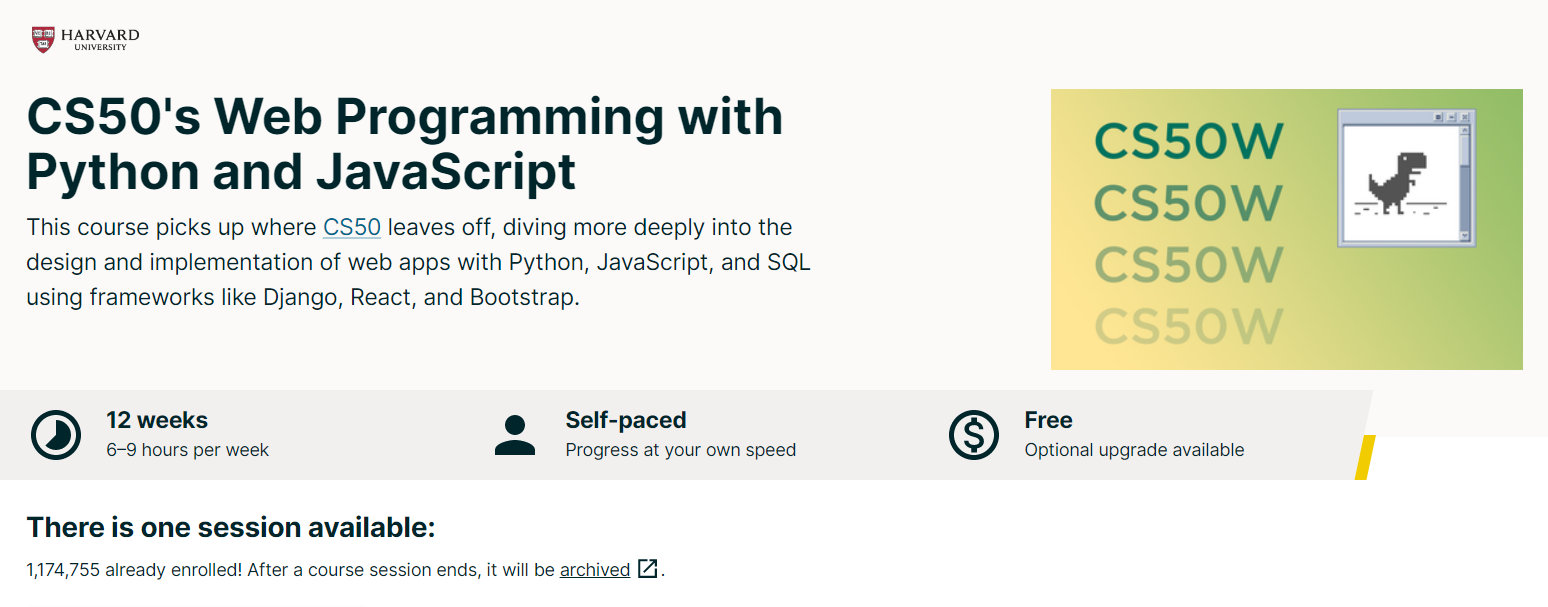 HARVARD
UNIVERSITY
CS50's Web Programming with
Python and JavaScript
This course picks up where CS50 leaves off, diving more deeply into the
design and implementation of web apps with Python, JavaScript, and SQL
using frameworks like Django, React, and Bootstrap.
CS50W
CS50W
CS50W
CS50W
12 weeks
6–9 hours per week
Self-paced
Progress at your own speed
Free
Optional upgrade available
There is one session available:
1,174,755 already enrolled! After a course session ends, it will be archived.